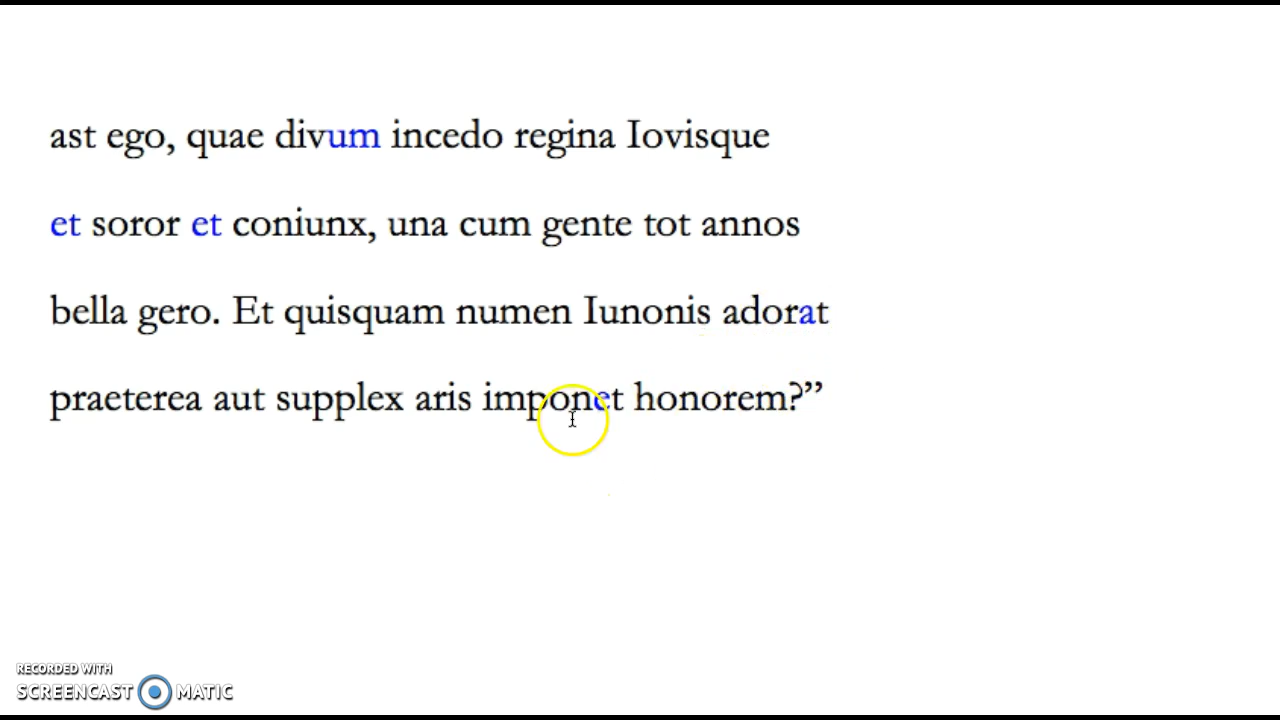 ast ego, quae divum incedo regina Iovisque
et soror et coniunx, una cum gente tot annos
bella gero. Et quisquam numen Iunonis adorat
praeterea aut supplex aris imponet honorem?”
RECORDED WITH
SCREENCAST MATIC